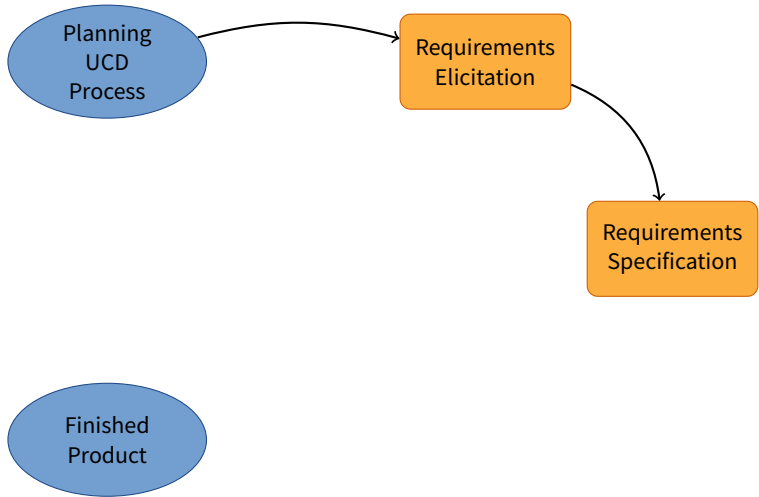 Planning
UCD
Process
Requirements
Elicitation
Requirements
Specification
Finished
Product